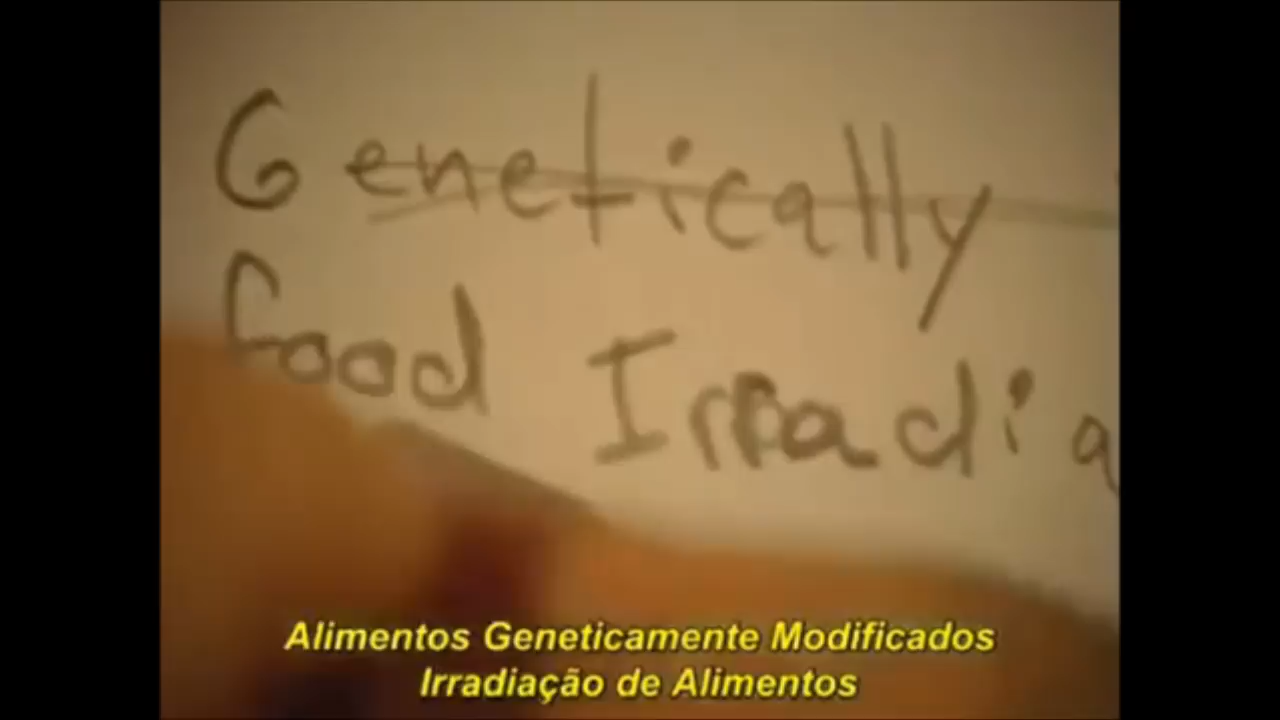 Genetically
Food Irradia
Alimentos Geneticamente Modificados
Irradiação de Alimentos